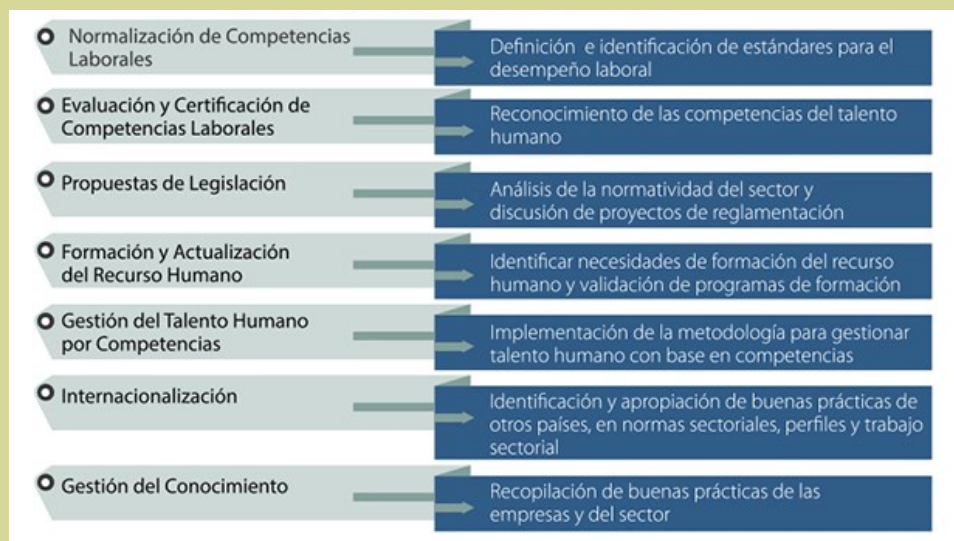 Normalización de Competencias
Laborales
Definición e identificación de estándares para el
desempeño laboral
Evaluación y Certificación de
Competencias Laborales
Reconocimiento de las competencias del talento
humano
Propuestas de Legislación
Análisis de la normatividad del sector y
discusión de proyectos de reglamentación
Formación y Actualización
del Recurso Humano
Identificar necesidades de formación del recurso
humano y validación de programas de formación
Gestión del Talento Humano
por Competencias
Implementación de la metodología para gestionar
talento humano con base en competencias
Internacionalización
Identificación y apropiación de buenas prácticas de
otros países, en normas sectoriales, perfiles y trabajo
sectorial
Gestión del Conocimiento
Recopilación de buenas prácticas de las
empresas y del sector